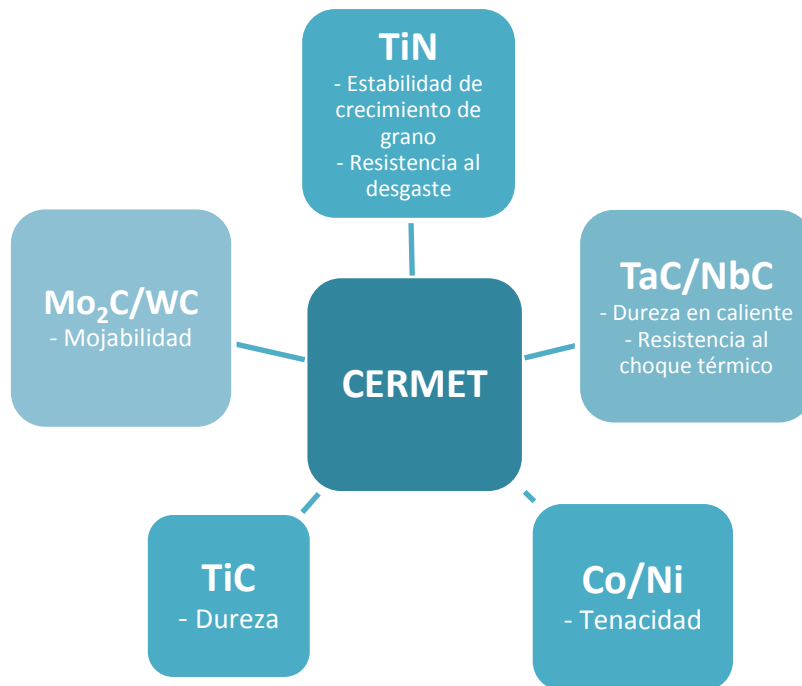 TiN
- Estabilidad de
crecimiento de
grano
- Resistencia al
desgaste
Mo₂C/WC
- Mojabilidad
TaC/NbC
- Dureza en caliente
- Resistencia al
choque térmico
CERMET
TiC
- Dureza
Co/Ni
- Tenacidad